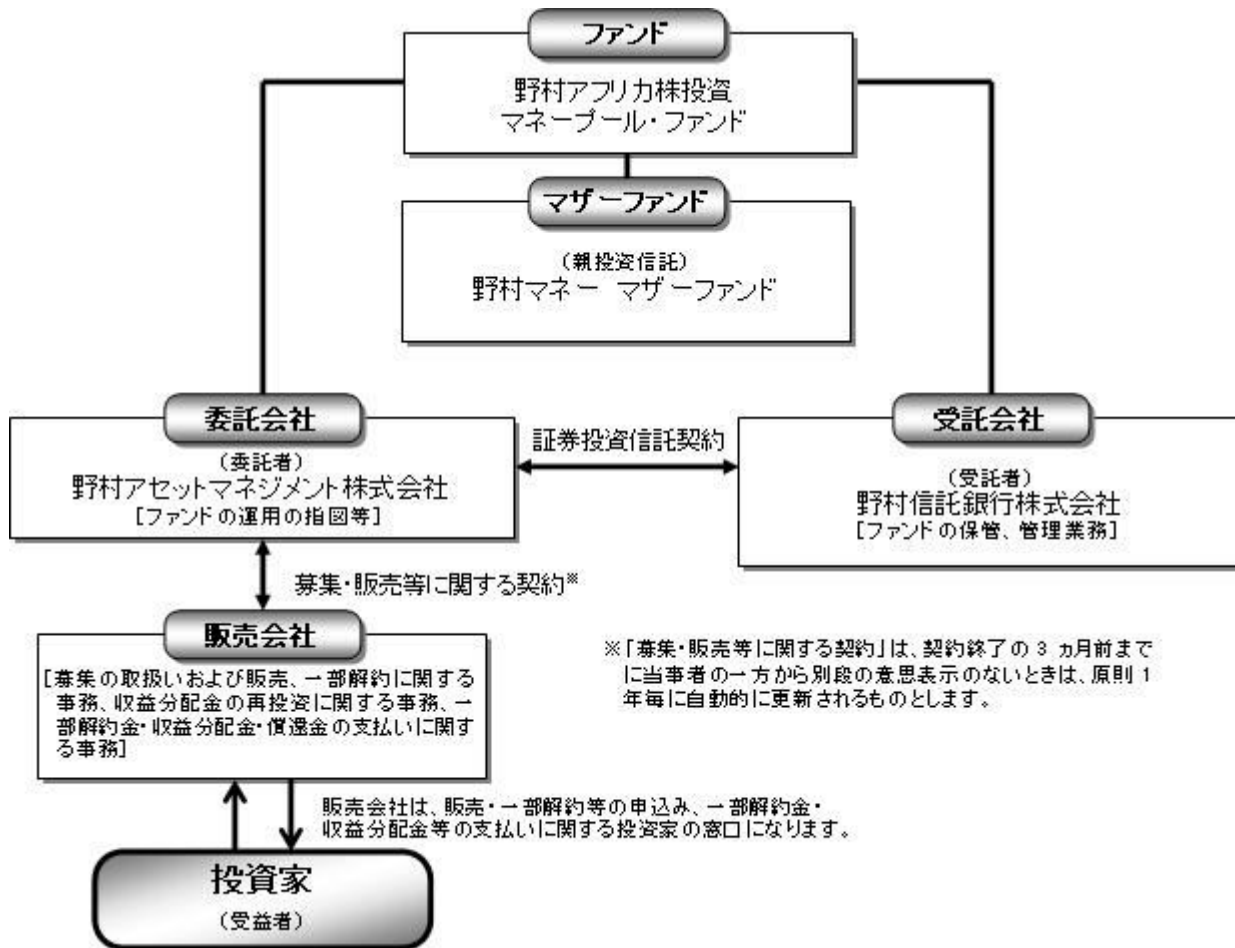 ファンド
野村アフリカ株投資
マネープール・ファンド
マザーファンド
(親投資信託)
野村マネー マザーファンド
委託会社
(委託者)
野村アセットマネジメント株式会社
[ファンドの運用の指図等]
証券投資信託契約
受託会社
(受託者)
野村信託銀行株式会社
[ファンドの保管、管理業務]
募集・販売等に関する契約※
販売会社
[募集の取扱いおよび販売、一部解約に関する
事務、収益分配金の再投資に関する事務、一
部解約金・収益分配金・償還金の支払いに関す
る事務]
※「募集・販売等に関する契約」は、契約終了の3ヵ月前まで
に当事者の一方から別段の意思表示のないときは、原則1
年毎に自動的に更新されるものとします。
販売会社は、販売・一部解約等の申込み、一部解約金・
収益分配金等の支払いに関する投資家の窓口になります。
投資家
(受益者)